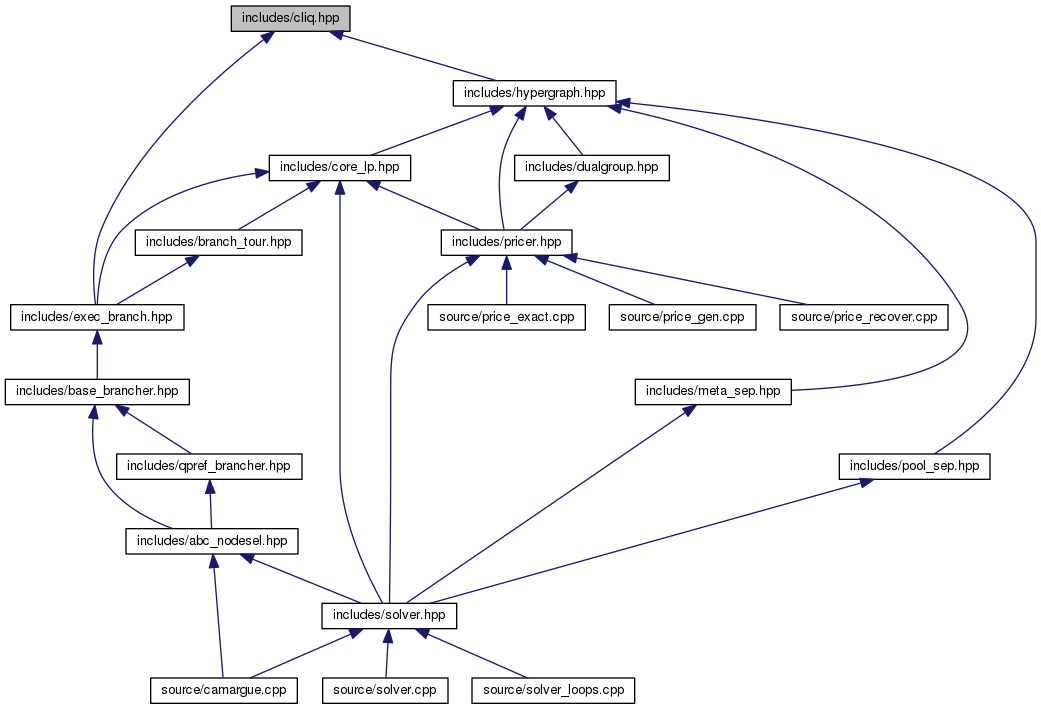 includes/cliq.hpp
includes/hypergraph.hpp
includes/core_lp.hpp
includes/dualgroup.hpp
includes/branch_tour.hpp
includes/pricer.hpp
includes/exec_branch.hpp
source/price_exact.cpp
source/price_gen.cpp
source/price_recover.cpp
includes/base_brancher.hpp
includes/meta_sep.hpp
includes/qpref_brancher.hpp
includes/pool_sep.hpp
includes/abc_nodesel.hpp
includes/solver.hpp
source/camargue.cpp
source/solver.cpp
source/solver_loops.cpp